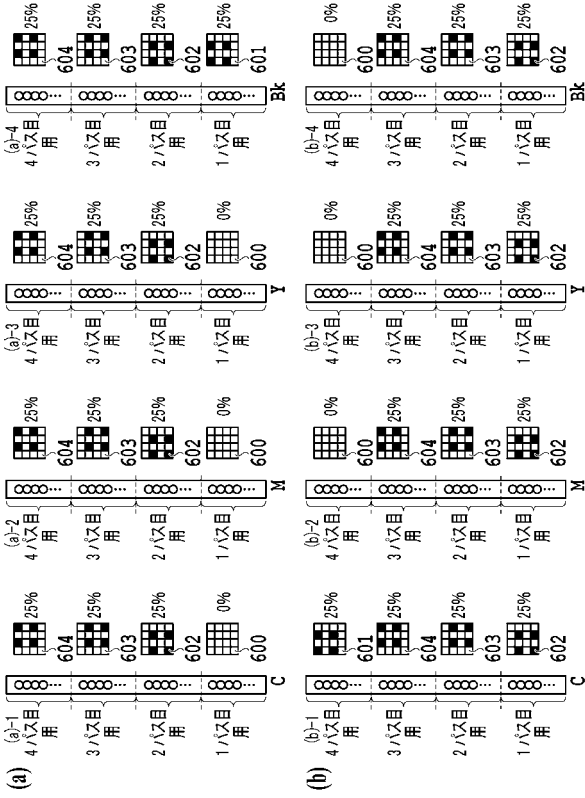 (a)
(a)-1
4パス目
用
25%
604
3パス目
用
25%
603
2パス目
用
25%
602
1パス目
用
0%
600
C
(a)-2
4パス目
用
25%
604
3パス目
用
25%
603
2パス目
用
25%
602
1パス目
用
0%
600
M
(a)-3
4パス目
用
25%
604
3パス目
用
25%
603
2パス目
用
25%
602
1パス目
用
0%
600
Y
(a)-4
4パス目
用
25%
604
3パス目
用
25%
603
2パス目
用
25%
602
1パス目
用
25%
601
Bk
(b)
(b)-1
4パス目
用
25%
601
3パス目
用
25%
604
2パス目
用
25%
603
1パス目
用
25%
602
C
(b)-2
4パス目
用
0%
600
3パス目
用
25%
604
2パス目
用
25%
603
1パス目
用
25%
602
M
(b)-3
4パス目
用
0%
600
3パス目
用
25%
604
2パス目
用
25%
603
1パス目
用
25%
602
Y
(b)-4
4パス目
用
0%
600
3パス目
用
25%
604
2パス目
用
25%
603
1パス目
用
25%
602
Bk